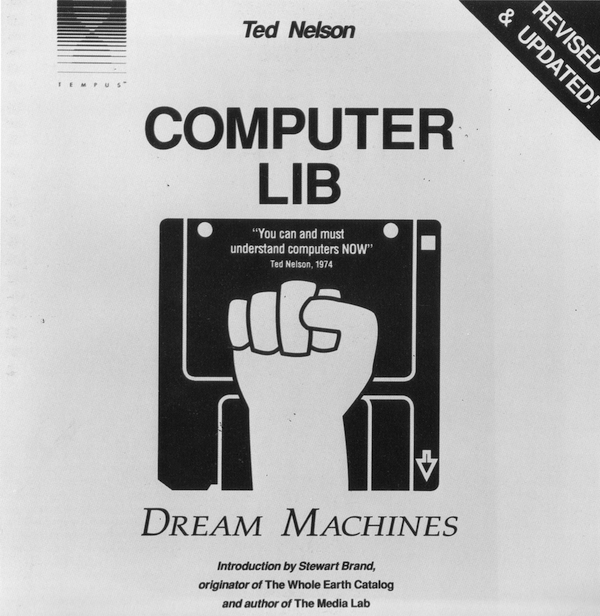 Ted Nelson
REVISED
& UPDATED!
TEMPUS™
COMPUTER
LIB
"You can and must
understand computers NOW"
Ted Nelson, 1974
DREAM MACHINES
Introduction by Stewart Brand,
originator of The Whole Earth Catalog
and author of The Media Lab